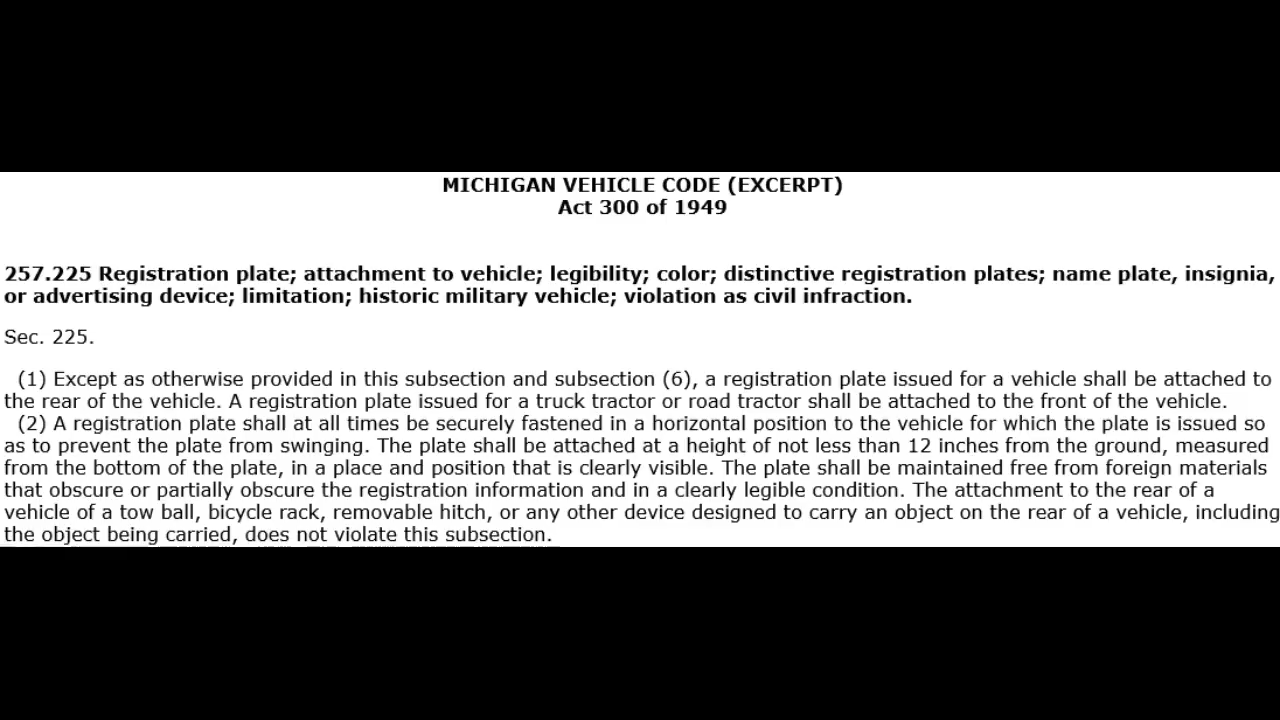 MICHIGAN VEHICLE CODE (EXCERPT)
Act 300 of 1949
257.225 Registration plate; attachment to vehicle; legibility; color; distinctive registration plates; name plate, insignia,
or advertising device; limitation; historic military vehicle; violation as civil infraction.
Sec. 225.
(1) Except as otherwise provided in this subsection and subsection (6), a registration plate issued for a vehicle shall be attached to
the rear of the vehicle. A registration plate issued for a truck tractor or road tractor shall be attached to the front of the vehicle.
(2) A registration plate shall at all times be securely fastened in a horizontal position to the vehicle for which the plate is issued so
as to prevent the plate from swinging. The plate shall be attached at a height of not less than 12 inches from the ground, measured
from the bottom of the plate, in a place and position that is clearly visible. The plate shall be maintained free from foreign materials
that obscure or partially obscure the registration information and in a clearly legible condition. The attachment to the rear of a
vehicle of a tow ball, bicycle rack, removable hitch, or any other device designed to carry an object on the rear of a vehicle, including
the object being carried, does not violate this subsection.